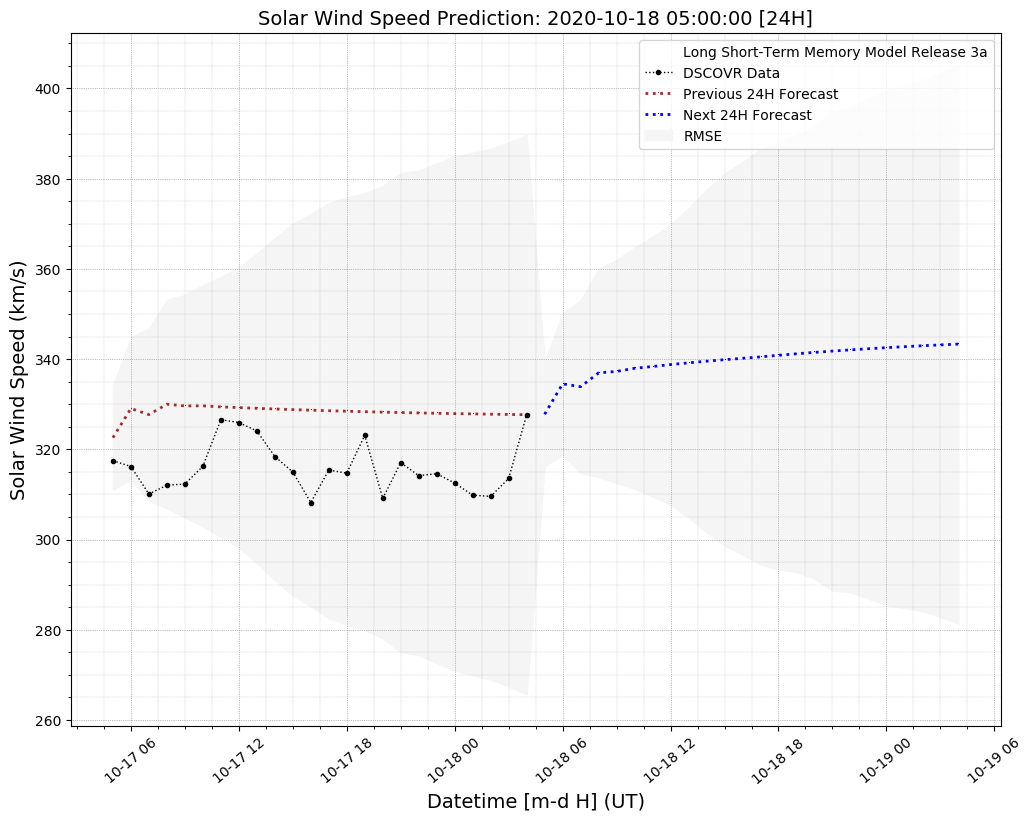 Solar Wind Speed Prediction: 2020-10-18 05:00:00 [24H]
Long Short-Term Memory Model Release 3a
DSCOVR Data
Previous 24H Forecast
Next 24H Forecast
RMSE
Solar Wind Speed (km/s)
400
380
360
340
320
300
280
260
10-17 06
10-17 12
10-17 18
10-18 00
10-18 06
10-18 12
10-18 18
10-19 00
10-19 06
Datetime [m-d H] (UT)